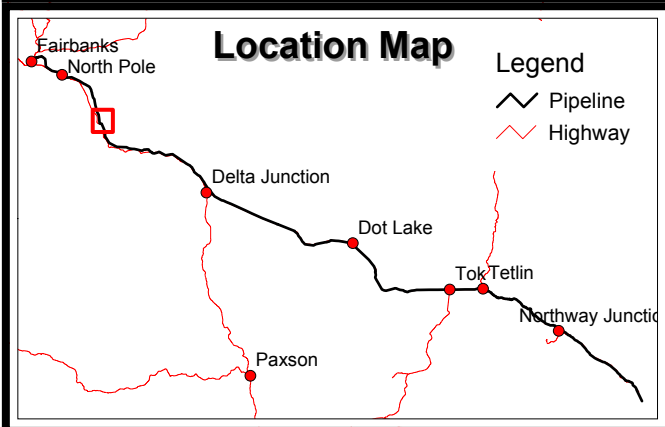 Location Map
Fairbanks
North Pole
Legend
Pipeline
Highway
Delta Junction
Dot Lake
Tok
Tetlin
Northway Junctio
Paxson